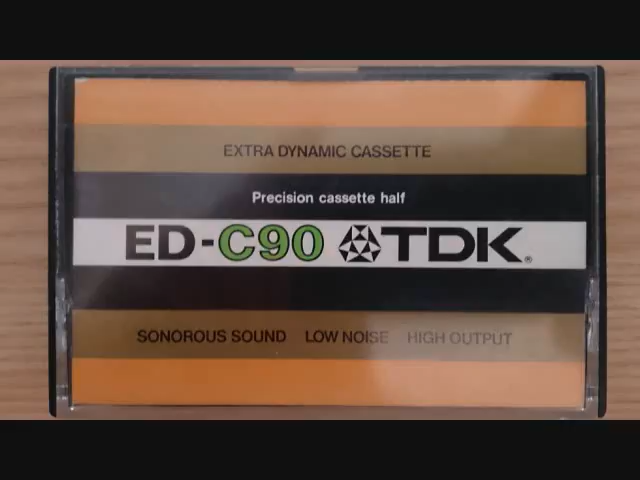 EXTRA DYNAMIC CASSETTE
Precision cassette half
ED-C90 TDK®
SONOROUS SOUND LOW NOISE HIGH OUTPUT